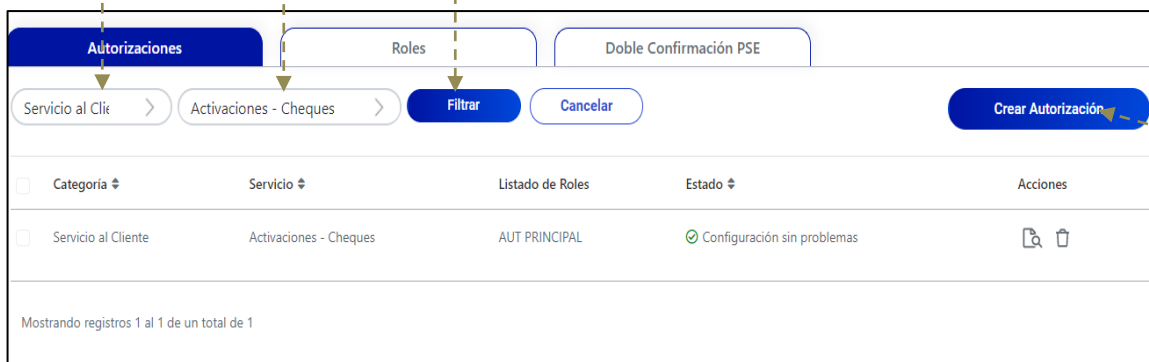 Autorizaciones Roles Doble Confirmación PSE
Servicio al Clie Activaciones - Cheques Filtrar Cancelar Crear Autorización
Categoría Servicio Listado de Roles Estado Acciones
Servicio al Cliente Activaciones - Cheques AUT PRINCIPAL Configuración sin problemas
Mostrando registros 1 al 1 de un total de 1